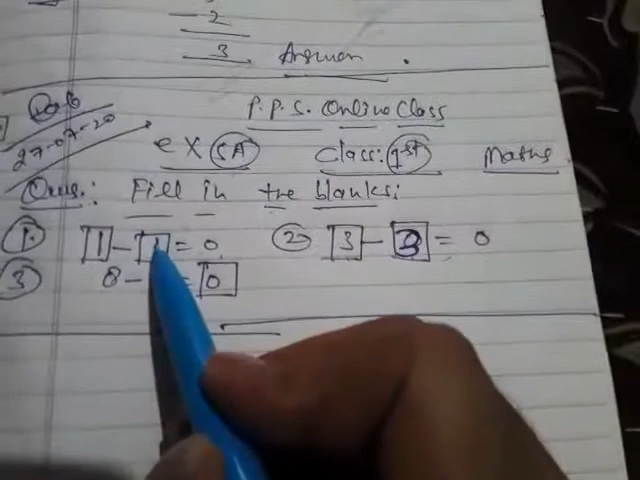 2
3 Answer.
Date P.P.S. Online Class
27-07-20 ex 5A Class: 1st Maths
Ques: Fill in the blanks:
1. 1 - 1 = 0 2 3 - 3 = 0
3 8 - = 0